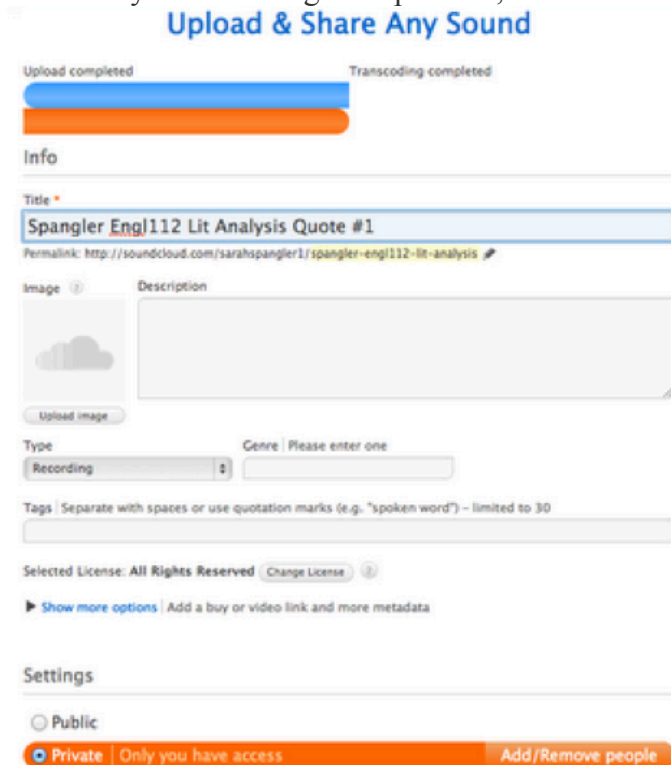 Upload & Share Any Sound
Upload completed Transcoding completed
Info
Title *
Spangler Engl112 Lit Analysis Quote #1
Permalink: http://soundcloud.com/sarahspangler1/spangler-engl112-lit-analysis
Image ? Description
Upload image
Type Genre | Please enter one
Recording
Tags | Separate with spaces or use quotation marks (e.g. "spoken word") – limited to 30
Selected License: All Rights Reserved Change License ?
Show more options | Add a buy or video link and more metadata
Settings
Public
Private | Only you have access Add/Remove people